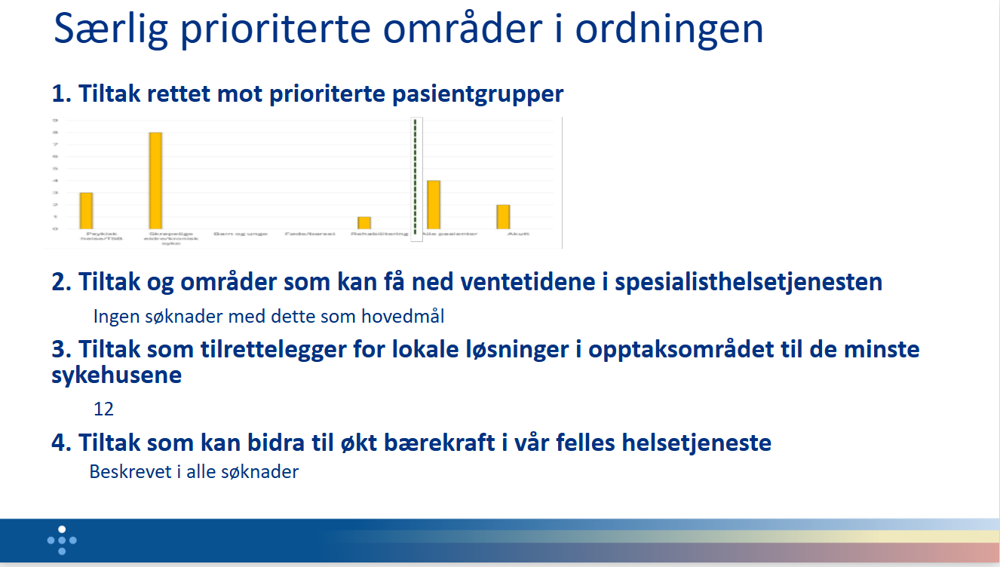 Særlig prioriterte områder i ordningen
1. Tiltak rettet mot prioriterte pasientgrupper
9
8
7
6
5
4
3
2
1
0
Psykisk helse/TSB
Skrøpelige eldre/kronisk syke
Barn og unge
Føde/barsel
Rehabilitering
Alle pasienter
Akutt
2. Tiltak og områder som kan få ned ventetidene i spesialisthelsetjenesten
Ingen søknader med dette som hovedmål
3. Tiltak som tilrettelegger for lokale løsninger i opptaksområdet til de minste
sykehusene
12
4. Tiltak som kan bidra til økt bærekraft i vår felles helsetjeneste
Beskrevet i alle søknader